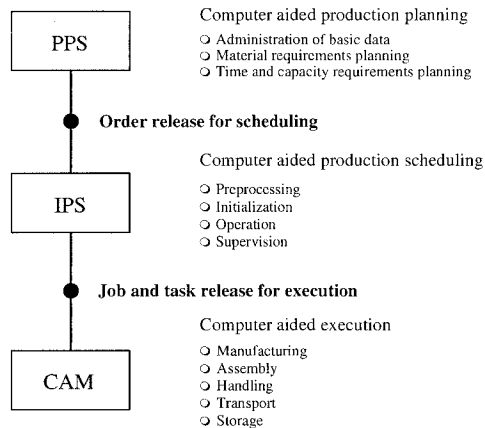 Computer aided production planning
PPS
Administration of basic data
Material requirements planning
Time and capacity requirements planning
Order release for scheduling
Computer aided production scheduling
IPS
Preprocessing
Initialization
Operation
Supervision
Job and task release for execution
Computer aided execution
CAM
Manufacturing
Assembly
Handling
Transport
Storage